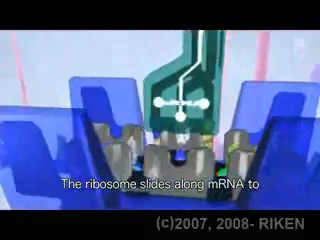 The ribosome slides along mRNA to
(c)2007, 2008- RIKEN